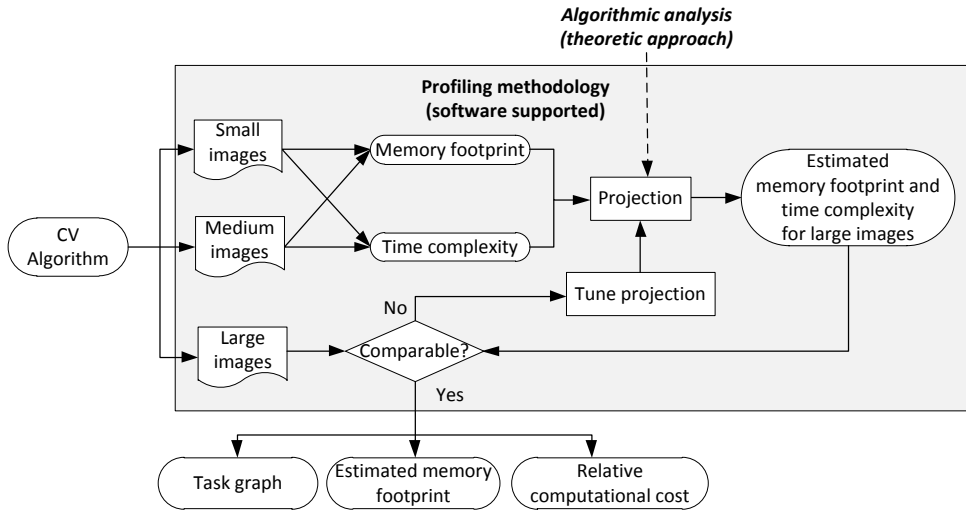 Algorithmic analysis
(theoretic approach)
Profiling methodology
(software supported)
Small
images
Memory footprint
Estimated
memory footprint and
time complexity
for large images
Projection
CV
Algorithm
Medium
images
Time complexity
Tune projection
No
Large
images
Comparable?
Yes
Task graph
Estimated memory
footprint
Relative
computational cost